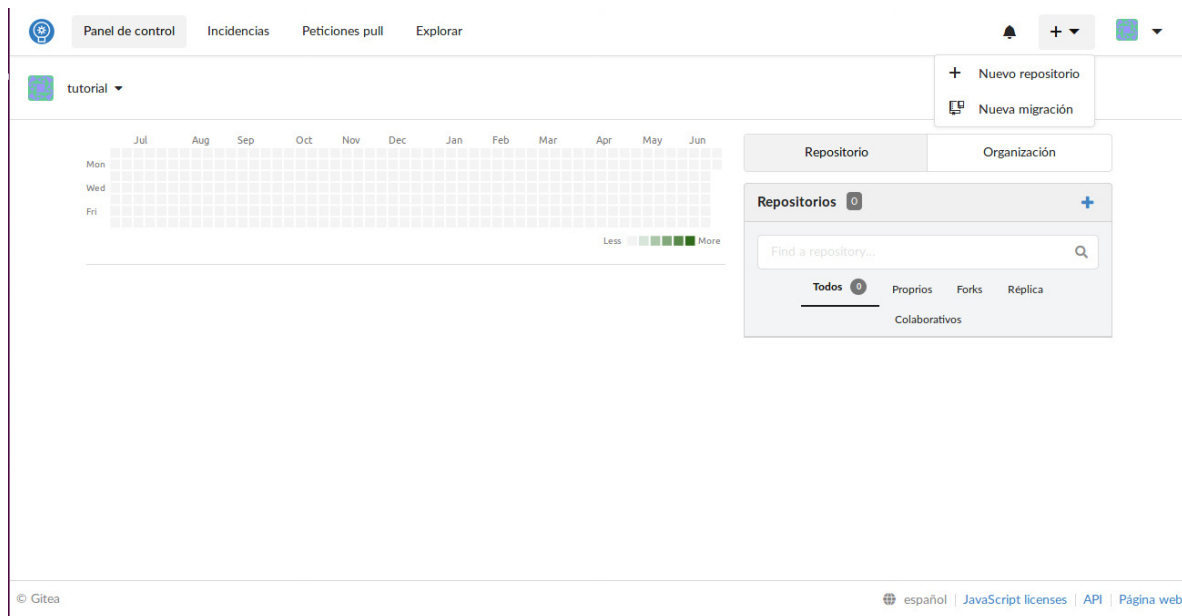 Panel de control Incidencias Peticiones pull Explorar
Nuevo repositorio
Nueva migración
tutorial
Jul Aug Sep Oct Nov Dec Jan Feb Mar Apr May Jun
Mon
Wed
Fri
Less More
Repositorio Organización
Repositorios 0
Find a repository...
Todos 0 Proprios Forks Réplica
Colaborativos
© Gitea español JavaScript licenses API Página web